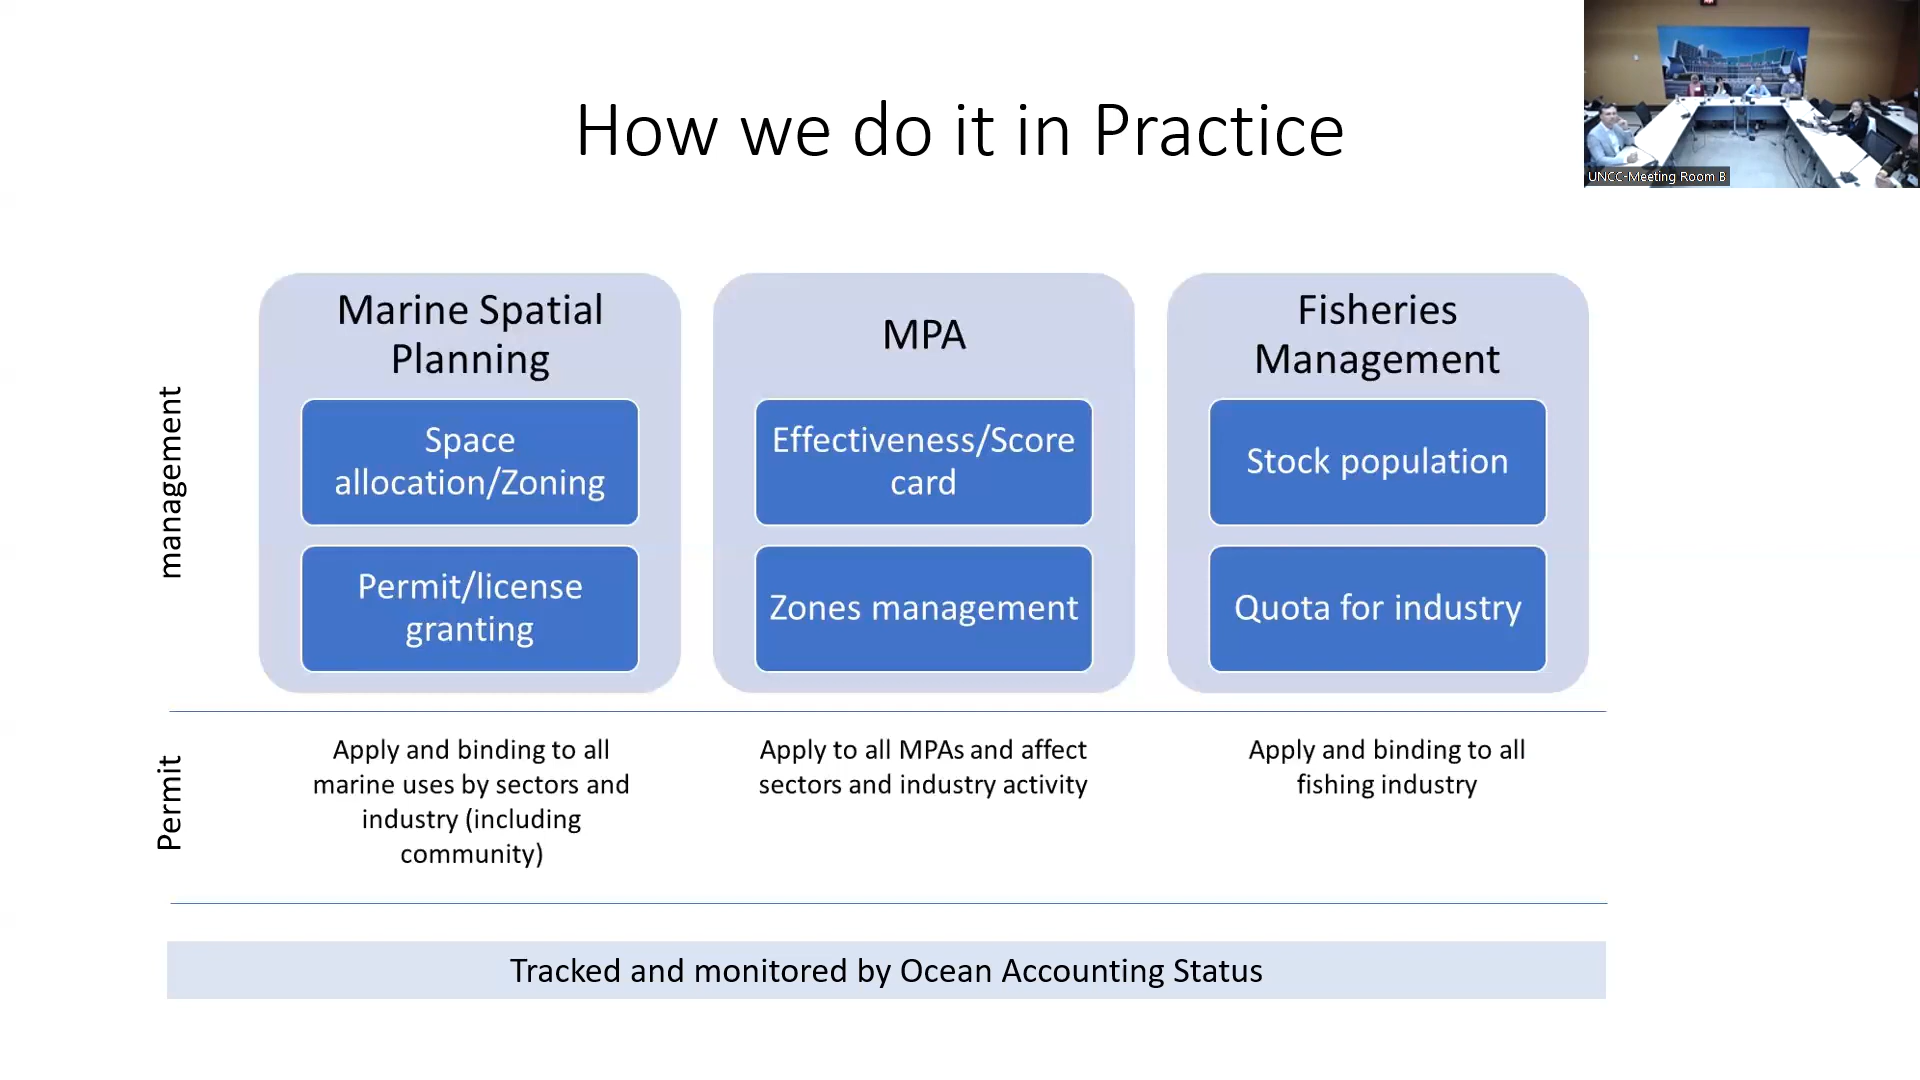 How we do it in Practice
UNCC-Meeting Room B
management
Marine Spatial
Planning
Space
allocation/Zoning
Permit/license
granting
MPA
Effectiveness/Score
card
Zones management
Fisheries
Management
Stock population
Quota for industry
Permit
Apply and binding to all
marine uses by sectors and
industry (including
community)
Apply to all MPAs and affect
sectors and industry activity
Apply and binding to all
fishing industry
Tracked and monitored by Ocean Accounting Status